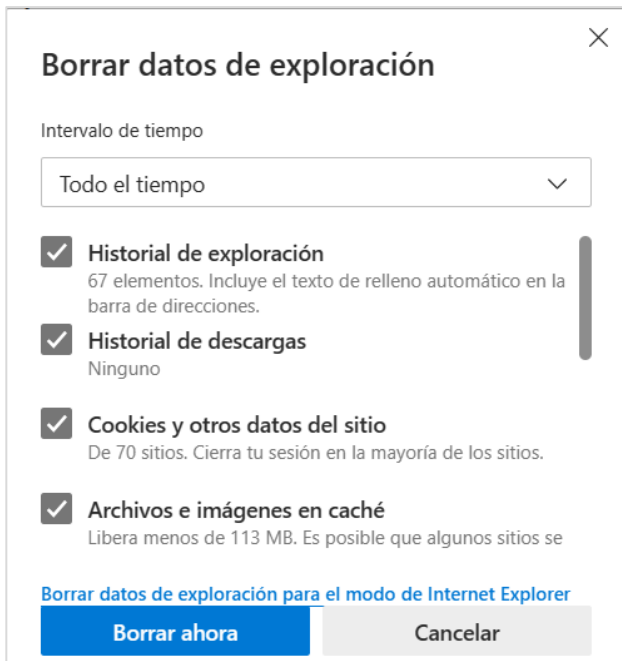 Borrar datos de exploración
Intervalo de tiempo
Todo el tiempo
Historial de exploración
67 elementos. Incluye el texto de relleno automático en la
barra de direcciones.
Historial de descargas
Ninguno
Cookies y otros datos del sitio
De 70 sitios. Cierra tu sesión en la mayoría de los sitios.
Archivos e imágenes en caché
Libera menos de 113 MB. Es posible que algunos sitios se
Borrar datos de exploración para el modo de Internet Explorer
Borrar ahora
Cancelar